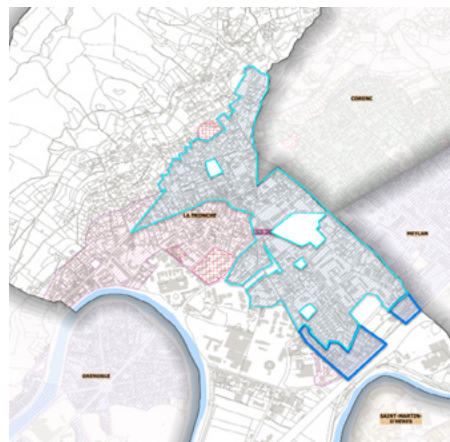 CORENC
LA TRONCHE
MEYLAN
GRENOBLE
SAINT-MARTIN-
D'HERES